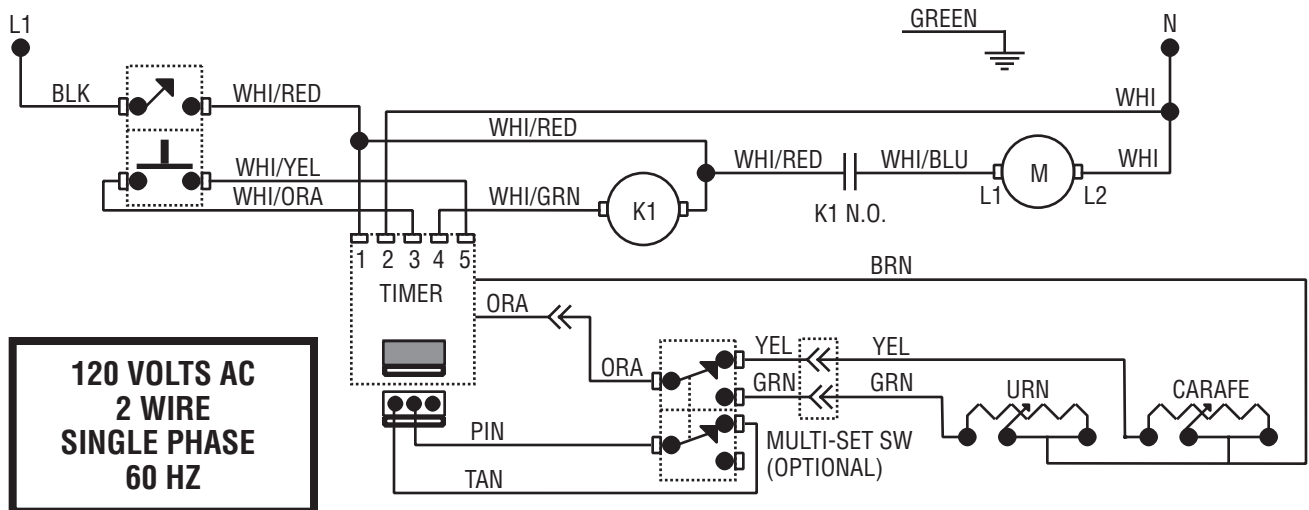 L1
GREEN
N
BLK
WHI/RED
WHI
WHI/RED
WHI/YEL
WHI/RED
WHI/BLU
M
WHI
WHI/ORA
WHI/GRN
K1
K1 N.O.
L1
L2
1 2 3 4 5
TIMER
BRN
ORA
120 VOLTS AC
2 WIRE
SINGLE PHASE
60 HZ
ORA
YEL
YEL
GRN
GRN
URN
CARAFE
PIN
MULTI-SET SW
(OPTIONAL)
TAN